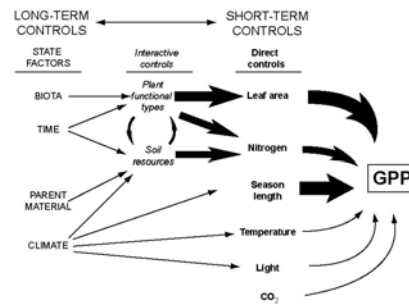 LONG-TERM
CONTROLS
SHORT-TERM
CONTROLS
STATE
FACTORS
Interactive
controls
Direct
controls
BIOTA
Plant
functional
types
Leaf area
TIME
Soil
resources
Nitrogen
GPP
PARENT
MATERIAL
Season
length
CLIMATE
Temperature
Light
CO₂